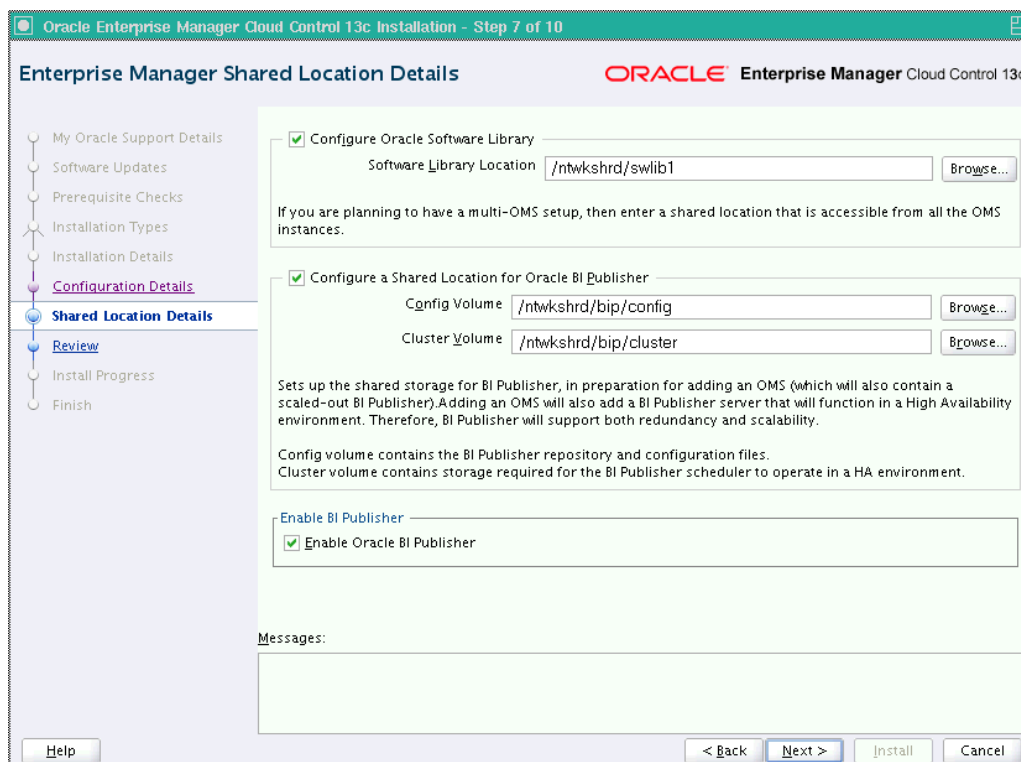 Oracle Enterprise Manager Cloud Control 13c Installation - Step 7 of 10
Enterprise Manager Shared Location Details
ORACLE Enterprise Manager Cloud Control 13c
My Oracle Support Details
Software Updates
Prerequisite Checks
Installation Types
Installation Details
Configuration Details
Shared Location Details
Review
Install Progress
Finish
Configure Oracle Software Library
Software Library Location /ntwkshrd/swlib1 Browse...
If you are planning to have a multi-OMS setup, then enter a shared location that is accessible from all the OMS
instances.
Configure a Shared Location for Oracle BI Publisher
Config Volume /ntwkshrd/bip/config Browse...
Cluster Volume /ntwkshrd/bip/cluster Browse...
Sets up the shared storage for BI Publisher, in preparation for adding an OMS (which will also contain a
scaled-out BI Publisher).Adding an OMS will also add a BI Publisher server that will function in a High Availability
environment. Therefore, BI Publisher will support both redundancy and scalability.
Config volume contains the BI Publisher repository and configuration files.
Cluster volume contains storage required for the BI Publisher scheduler to operate in a HA environment.
Enable BI Publisher
Enable Oracle BI Publisher
Messages:
Help
< Back Next > Install Cancel